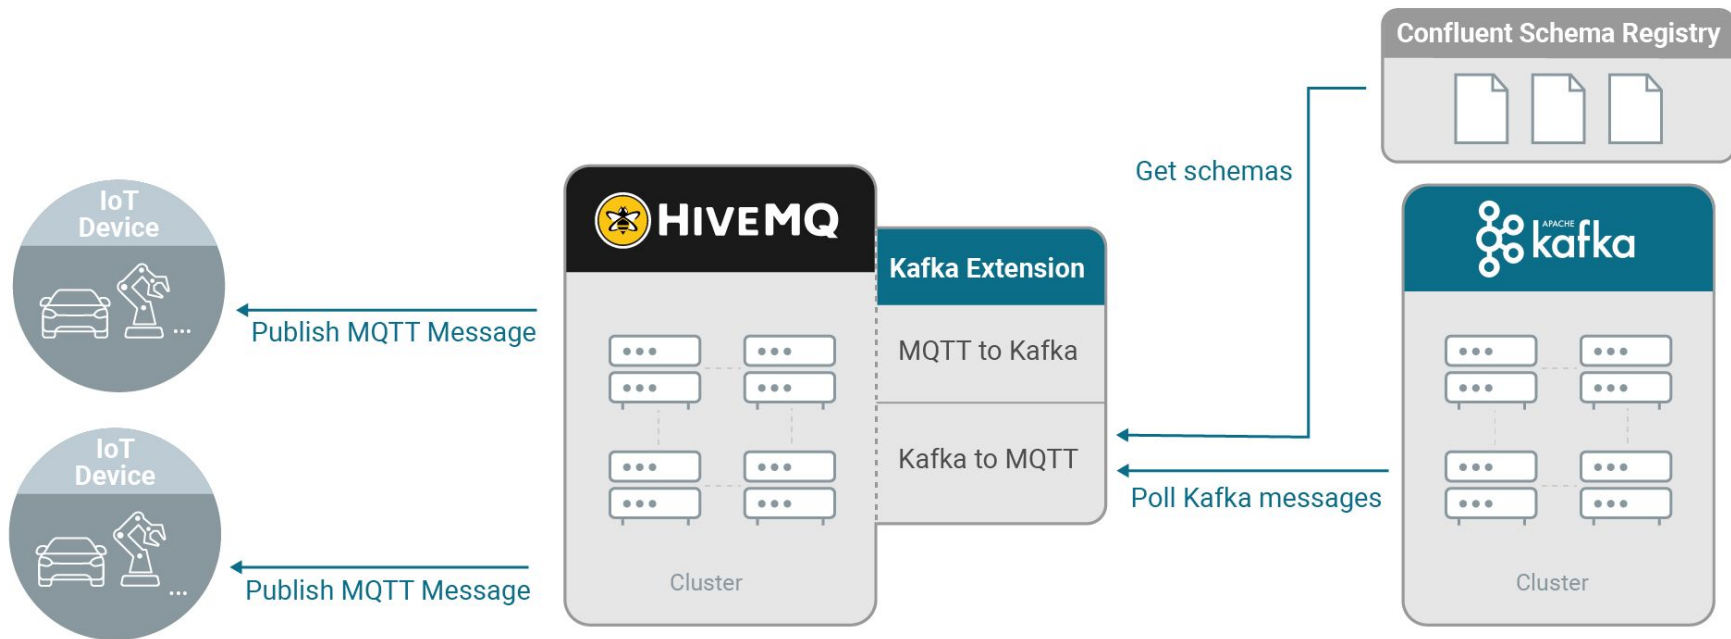 Confluent Schema Registry
Get schemas
IoT
Device
...
Publish MQTT Message
HIVEMQ
Kafka Extension
MQTT to Kafka
Kafka to MQTT
Cluster
APACHE
kafka
Poll Kafka messages
Cluster
IoT
Device
...
Publish MQTT Message